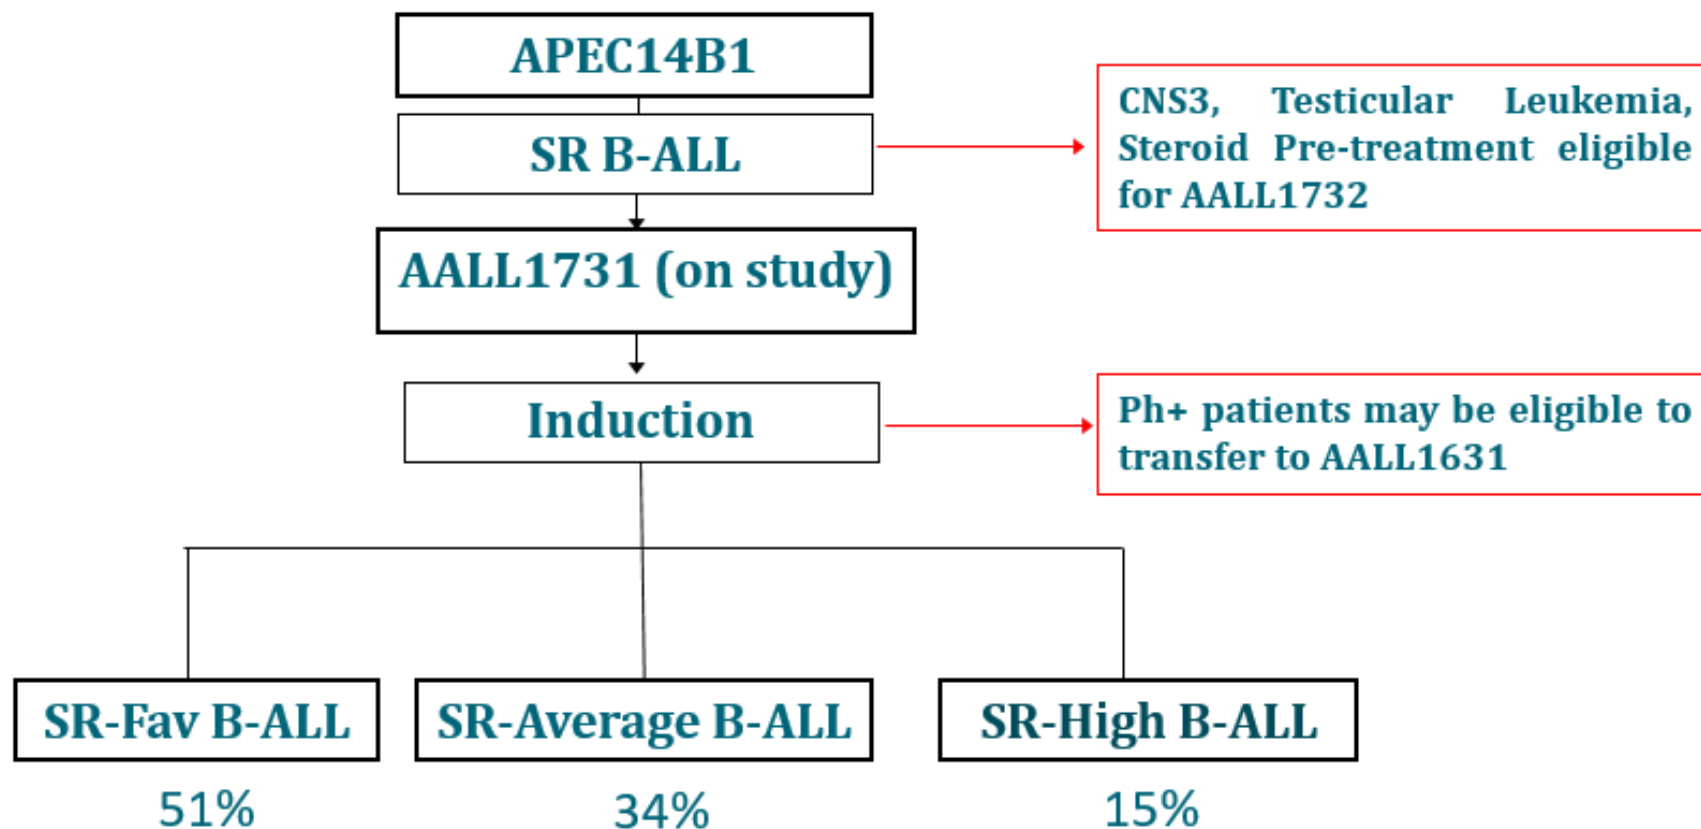 APEC14B1
SR B-ALL
CNS3, Testicular Leukemia,
Steroid Pre-treatment eligible
for AALL1732
AALL1731 (on study)
Induction
Ph+ patients may be eligible to
transfer to AALL1631
SR-Fav B-ALL
SR-Average B-ALL
SR-High B-ALL
51%
34%
15%